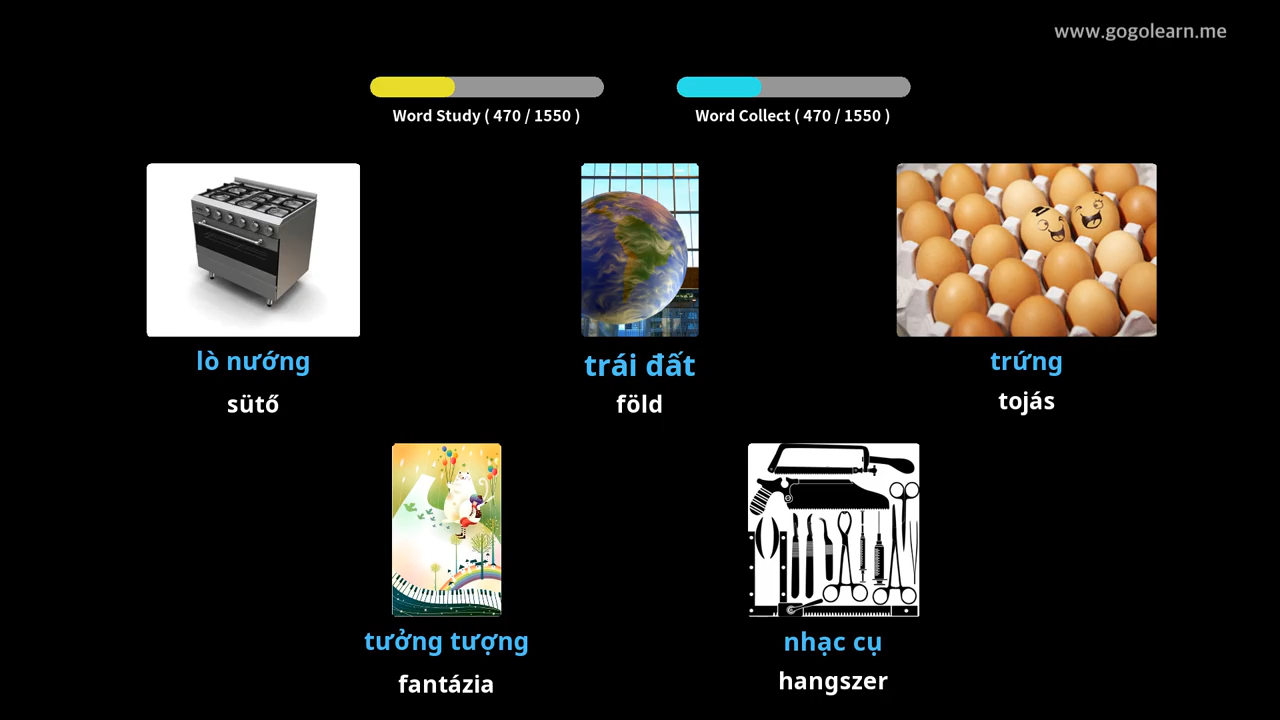 www.gogolearn.me
Word Study ( 470 / 1550 )
Word Collect ( 470 / 1550 )
lò nướng
sütő
trái đất
föld
trứng
tojás
tưởng tượng
fantázia
nhạc cụ
hangszer